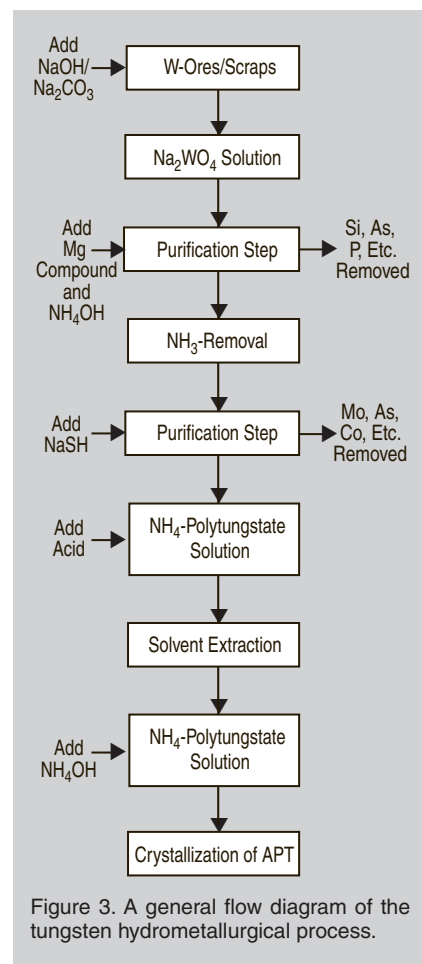 Add
NaOH/
Na₂CO₃
W-Ores/Scraps
Na₂WO₄ Solution
Add
Mg
Compound
and
NH₄OH
Purification Step
Si, As,
P, Etc.
Removed
NH₃-Removal
Add
NaSH
Purification Step
Mo, As,
Co, Etc.
Removed
Add
Acid
NH₄-Polytungstate
Solution
Solvent Extraction
Add
NH₄OH
NH₄-Polytungstate
Solution
Crystallization of APT
Figure 3. A general flow diagram of the
tungsten hydrometallurgical process.